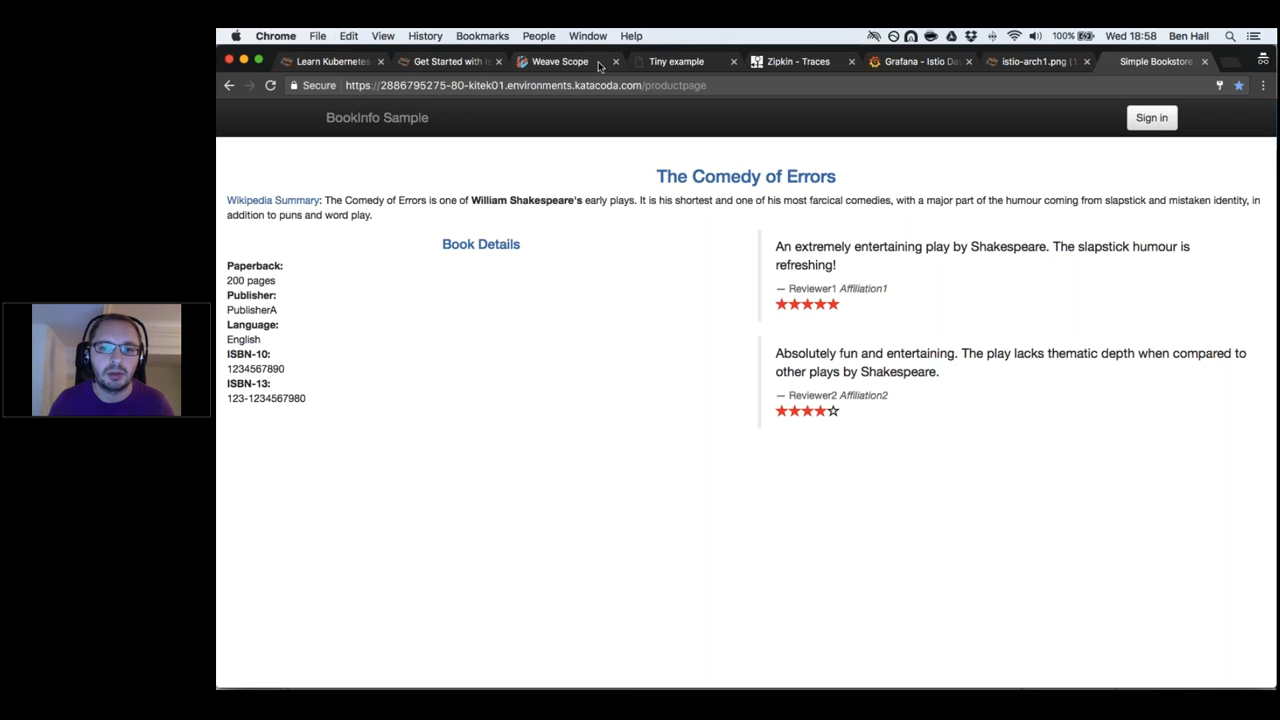 Chrome File Edit View History Bookmarks People Window Help 100% Wed 18:58 Ben Hall
Learn Kubernetes Get Started with Is Weave Scope Tiny example Zipkin - Traces Grafana - Istio Da istio-arch1.png (1 Simple Bookstore
Secure https://2886795275-80-kitek01.environments.katacoda.com/productpage
BookInfo Sample Sign in
The Comedy of Errors
Wikipedia Summary: The Comedy of Errors is one of William Shakespeare's early plays. It is his shortest and one of his most farcical comedies, with a major part of the humour coming from slapstick and mistaken identity, in
addition to puns and word play.
Book Details
Paperback:
200 pages
Publisher:
PublisherA
Language:
English
ISBN-10:
1234567890
ISBN-13:
123-1234567980
An extremely entertaining play by Shakespeare. The slapstick humour is
refreshing!
— Reviewer1 Affiliation1
Absolutely fun and entertaining. The play lacks thematic depth when compared to
other plays by Shakespeare.
— Reviewer2 Affiliation2